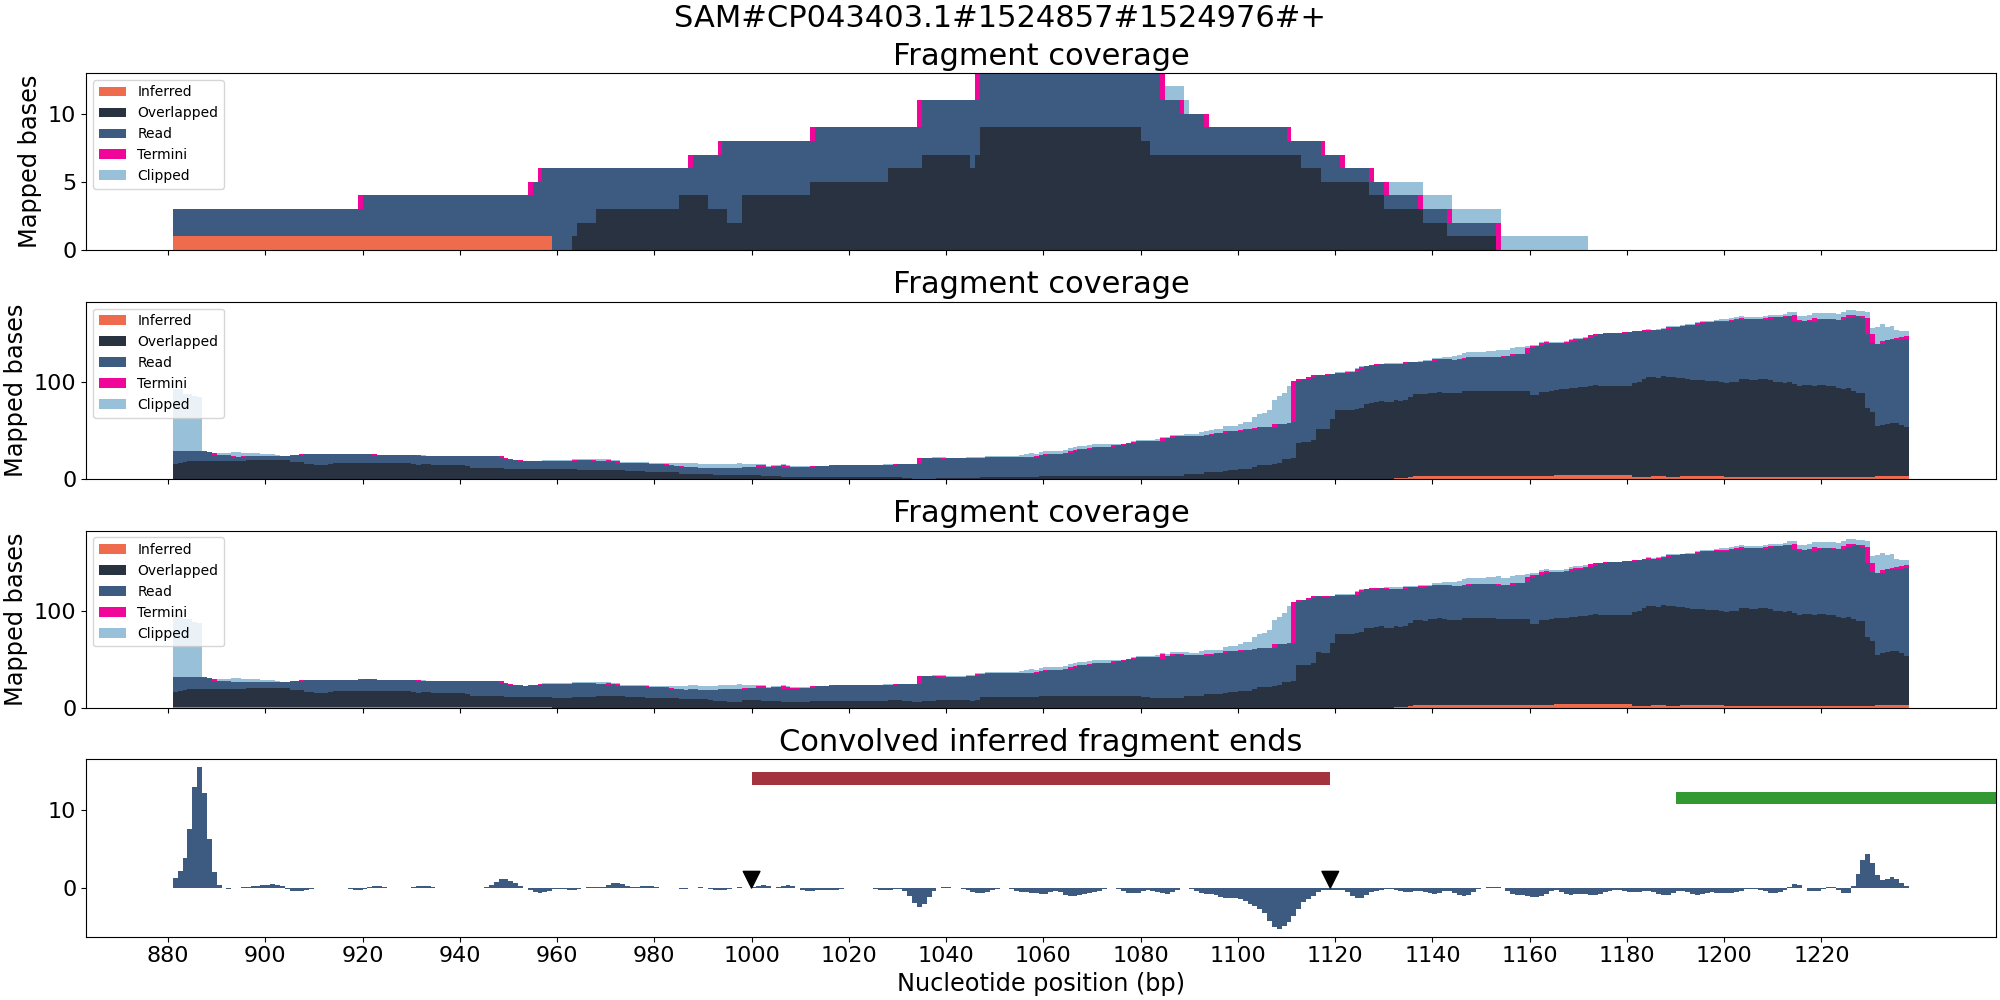 SAM#CP043403.1#1524857#1524976#+
Fragment coverage
Mapped bases
10
5
0
Inferred
Overlapped
Read
Termini
Clipped
Fragment coverage
Mapped bases
100
0
Inferred
Overlapped
Read
Termini
Clipped
Fragment coverage
Mapped bases
100
0
Inferred
Overlapped
Read
Termini
Clipped
Convolved inferred fragment ends
10
0
880 900 920 940 960 980 1000 1020 1040 1060 1080 1100 1120 1140 1160 1180 1200 1220
Nucleotide position (bp)